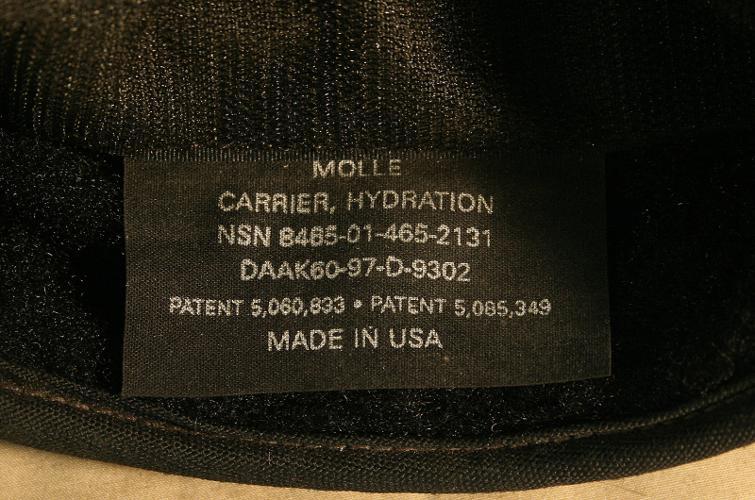 MOLLE
CARRIER, HYDRATION
NSN 8465-01-465-2131
DAAK60-97-D-9302
PATENT 5,060,833 • PATENT 5,085,349
MADE IN USA